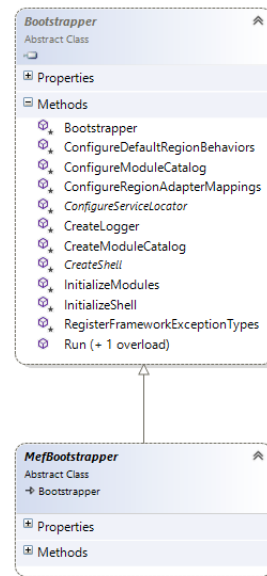 Bootstrapper
Abstract Class
Properties
Methods
Bootstrapper
ConfigureDefaultRegionBehaviors
ConfigureModuleCatalog
ConfigureRegionAdapterMappings
ConfigureServiceLocator
CreateLogger
CreateModuleCatalog
CreateShell
InitializeModules
InitializeShell
RegisterFrameworkExceptionTypes
Run (+ 1 overload)
MefBootstrapper
Abstract Class
Bootstrapper
Properties
Methods